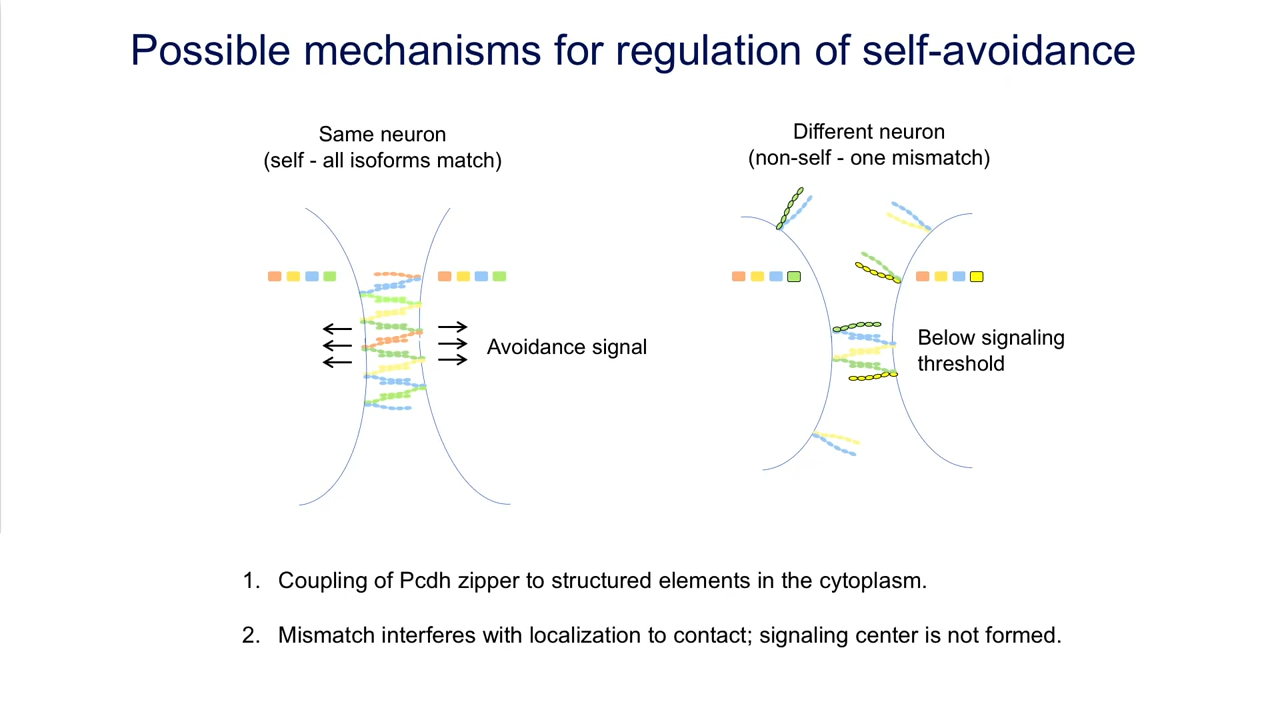 Possible mechanisms for regulation of self-avoidance
Same neuron
(self - all isoforms match)
Different neuron
(non-self - one mismatch)
Avoidance signal
Below signaling
threshold
1. Coupling of Pcdh zipper to structured elements in the cytoplasm.
2. Mismatch interferes with localization to contact; signaling center is not formed.